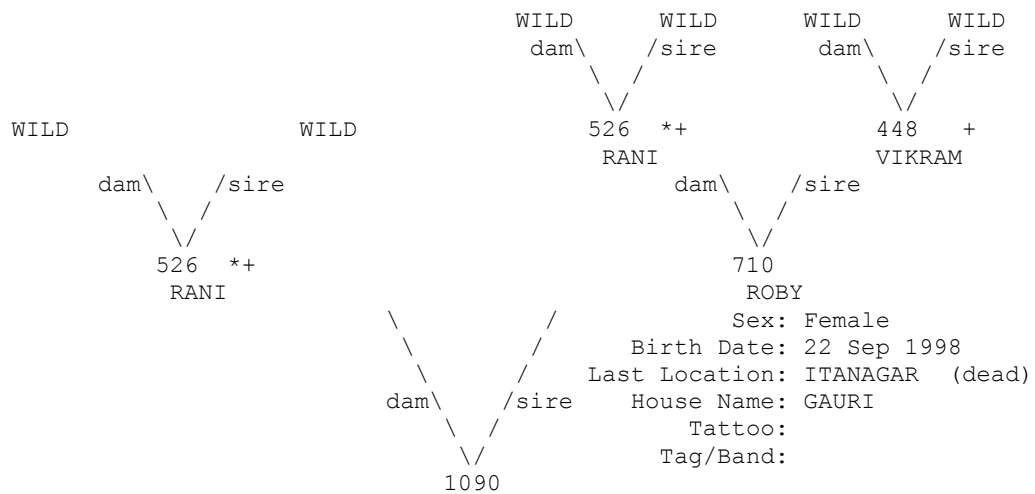 WILD WILD WILD WILD
dam\ /sire dam\ /sire
\ / \ /
\/ \/
WILD WILD 526 *+ 448 +
RANI VIKRAM
dam\ /sire dam\ /sire
\ / \ /
\/ \/
526 *+ 710
RANI ROBY
\ / Sex: Female
\ / Birth Date: 22 Sep 1998
\ / Last Location: ITANAGAR (dead)
dam\ /sire House Name: GAURI
\ / Tattoo:
\/ Tag/Band:
1090